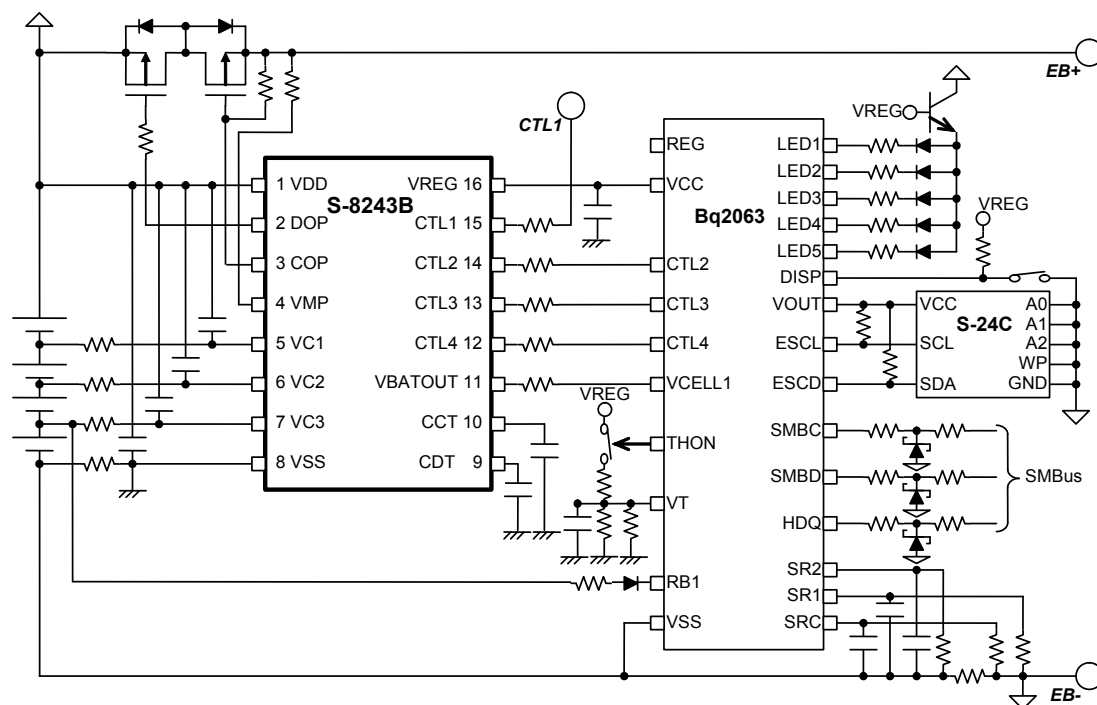 EB+
CTL1
VREG
S-8243B
1 VDD
2 DOP
3 COP
4 VMP
5 VC1
6 VC2
7 VC3
8 VSS
VREG 16
CTL1 15
CTL2 14
CTL3 13
CTL4 12
VBATOUT 11
CCT 10
CDT 9
VREG
Bq2063
REG
VCC
CTL2
CTL3
CTL4
VCELL1
THON
VT
RB1
VSS
LED1
LED2
LED3
LED4
LED5
DISP
VOUT
ESCL
ESCD
SMBC
SMBD
HDQ
SR2
SR1
SRC
VREG
S-24C
VCC
SCL
SDA
A0
A1
A2
WP
GND
SMBus
EB-